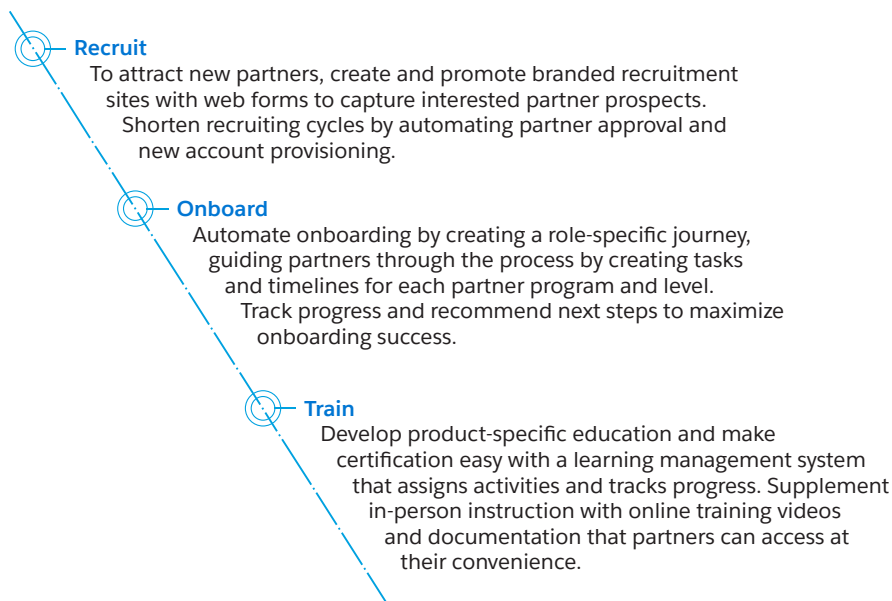 Recruit
To attract new partners, create and promote branded recruitment
sites with web forms to capture interested partner prospects.
Shorten recruiting cycles by automating partner approval and
new account provisioning.
Onboard
Automate onboarding by creating a role-specific journey,
guiding partners through the process by creating tasks
and timelines for each partner program and level.
Track progress and recommend next steps to maximize
onboarding success.
Train
Develop product-specific education and make
certification easy with a learning management system
that assigns activities and tracks progress. Supplement
in-person instruction with online training videos
and documentation that partners can access at
their convenience.